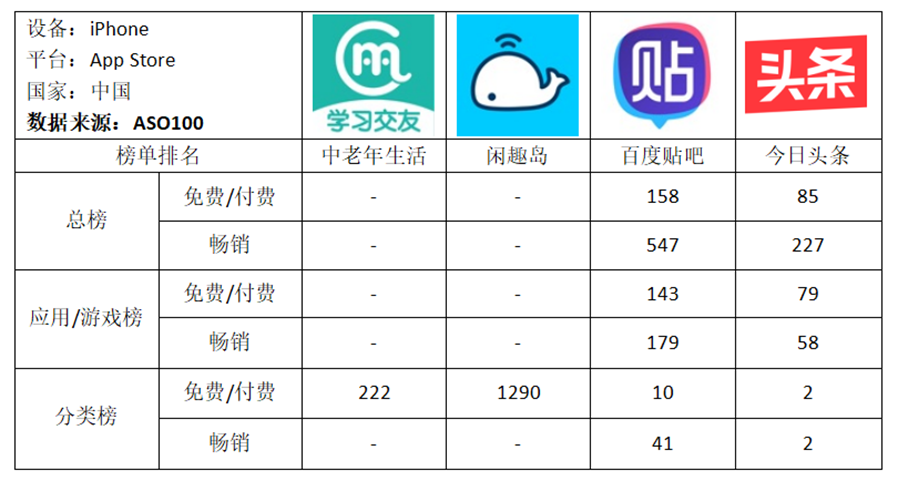 设备：iPhone
平台：App Store
国家：中国
数据来源：ASO100
学习交友
贴
头条
榜单排名 中老年生活 闲趣岛 百度贴吧 今日头条
总榜 免费/付费 - - 158 85
畅销 - - 547 227
应用/游戏榜 免费/付费 - - 143 79
畅销 - - 179 58
分类榜 免费/付费 222 1290 10 2
畅销 - - 41 2